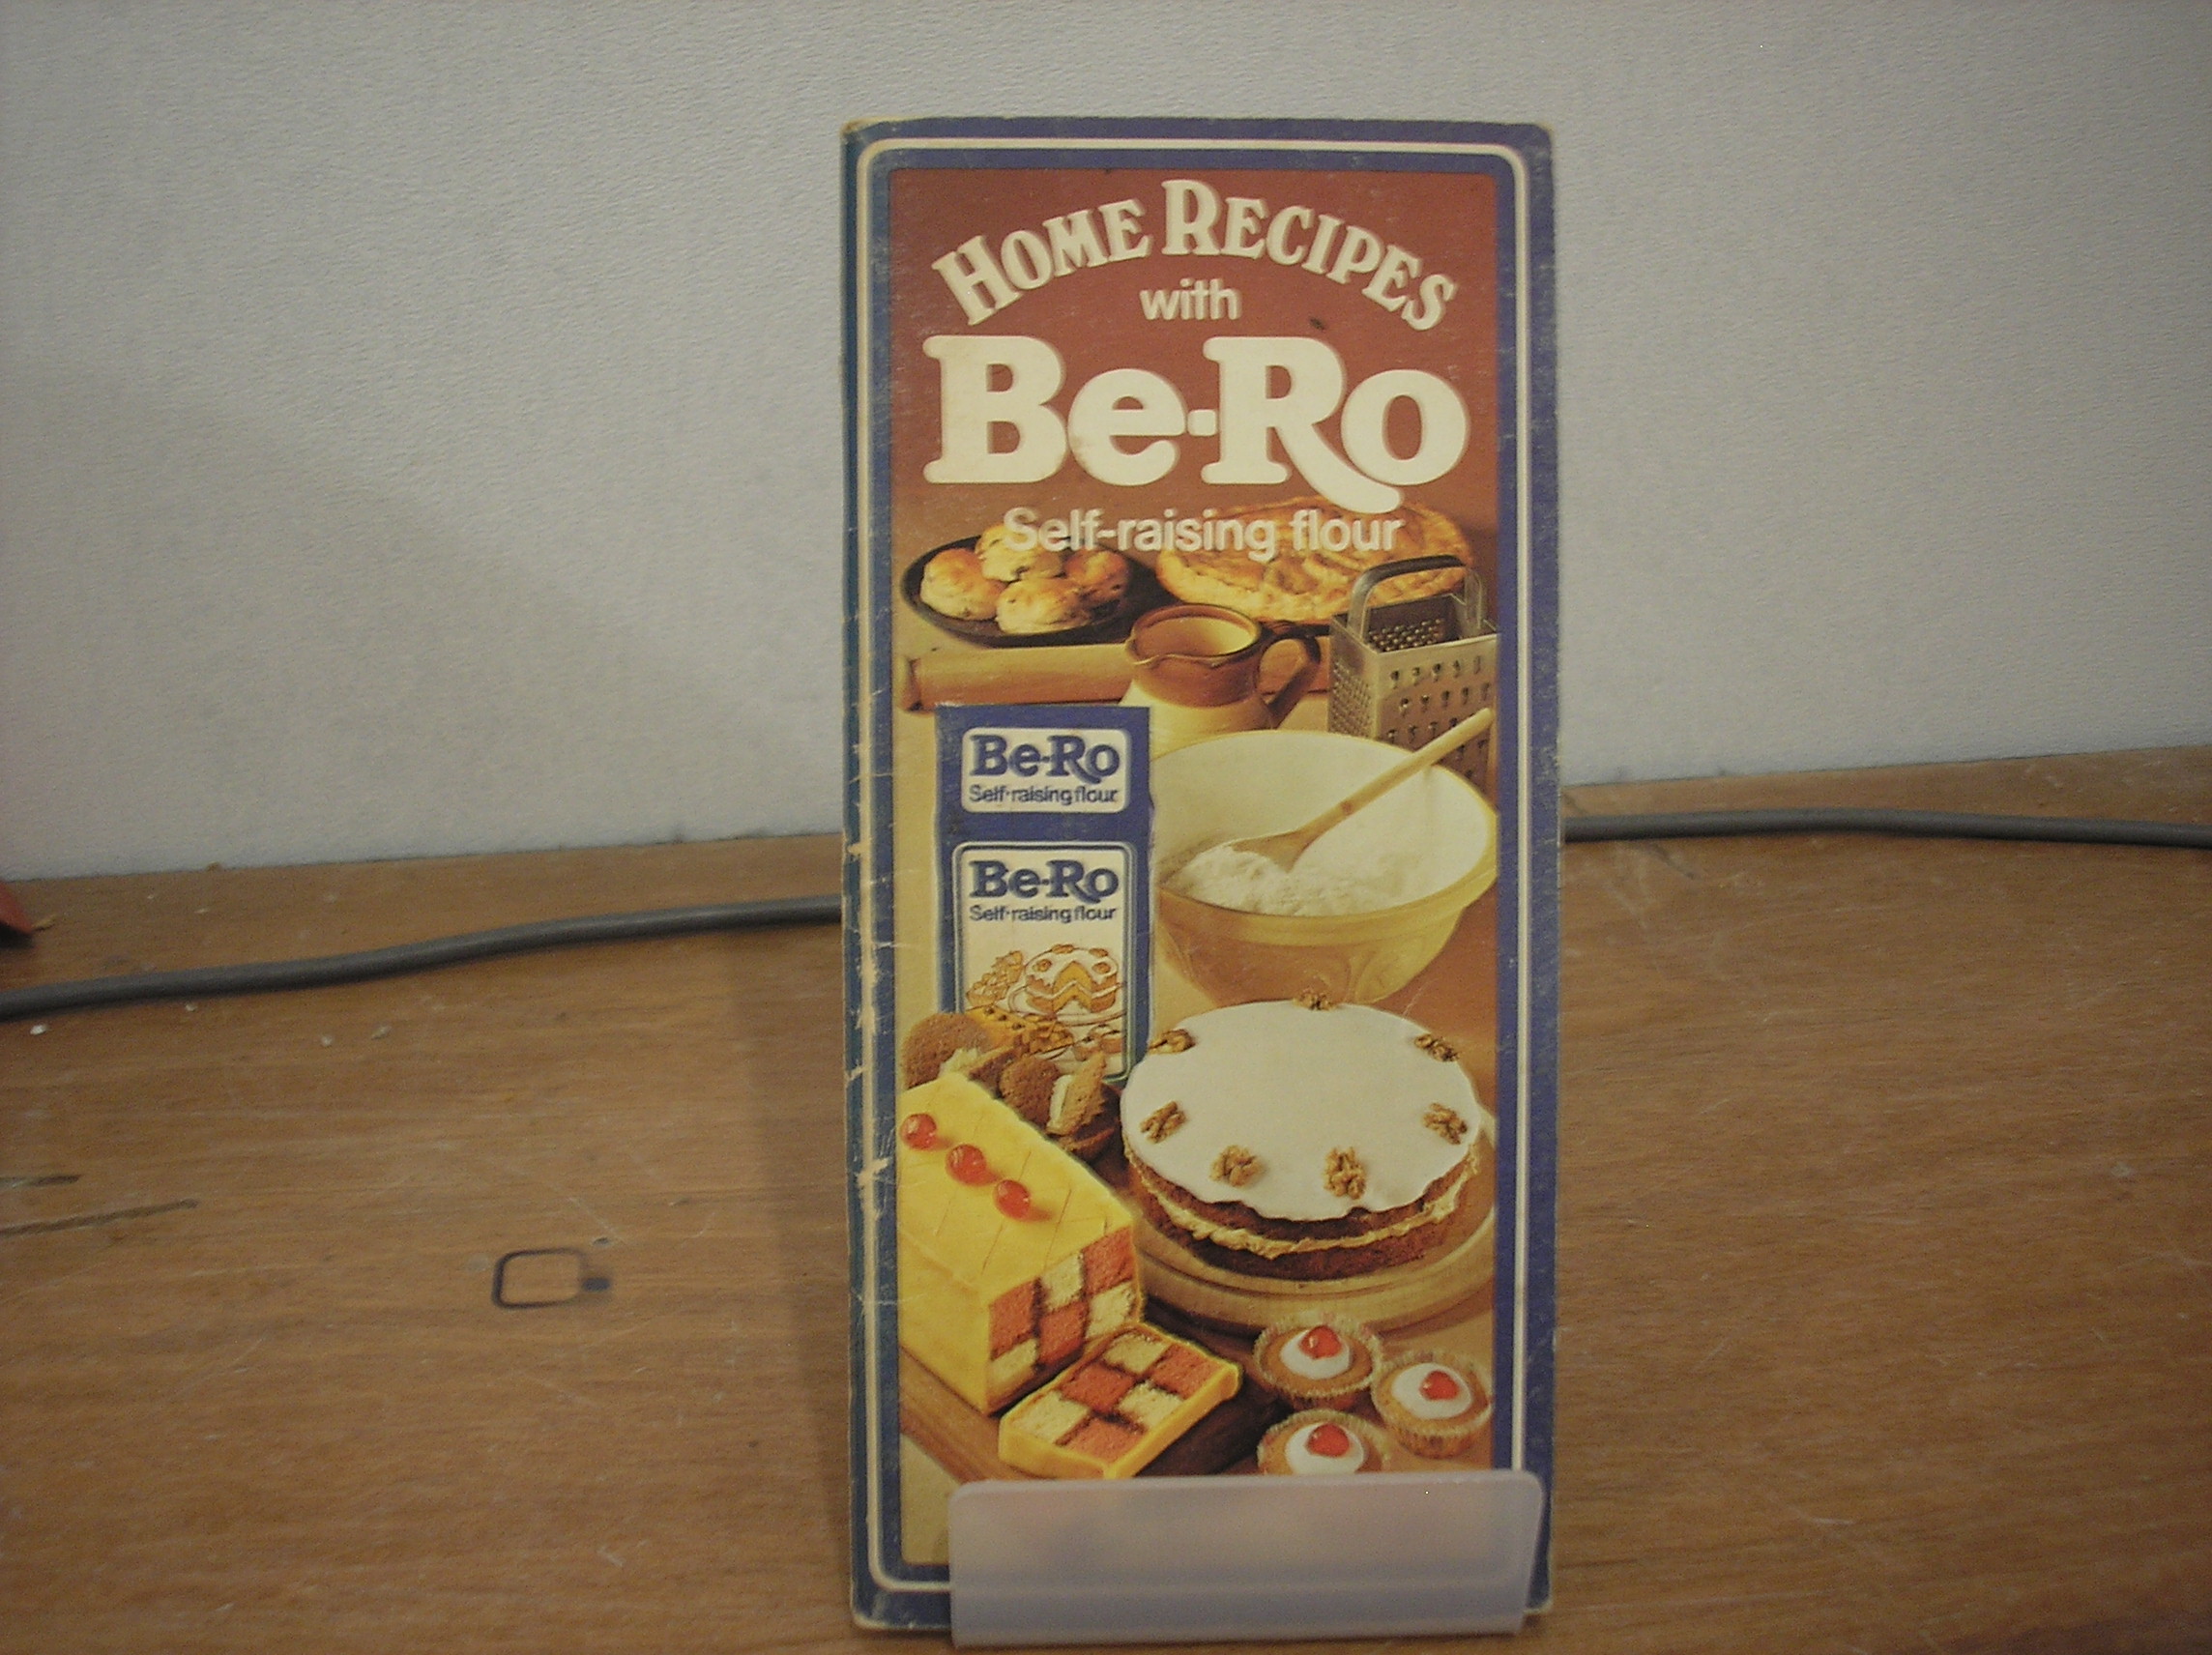 HOME RECIPES
with
Be-Ro
Self-raising flour
Be-Ro
Self-raising flour
Be-Ro
Self-raising flour